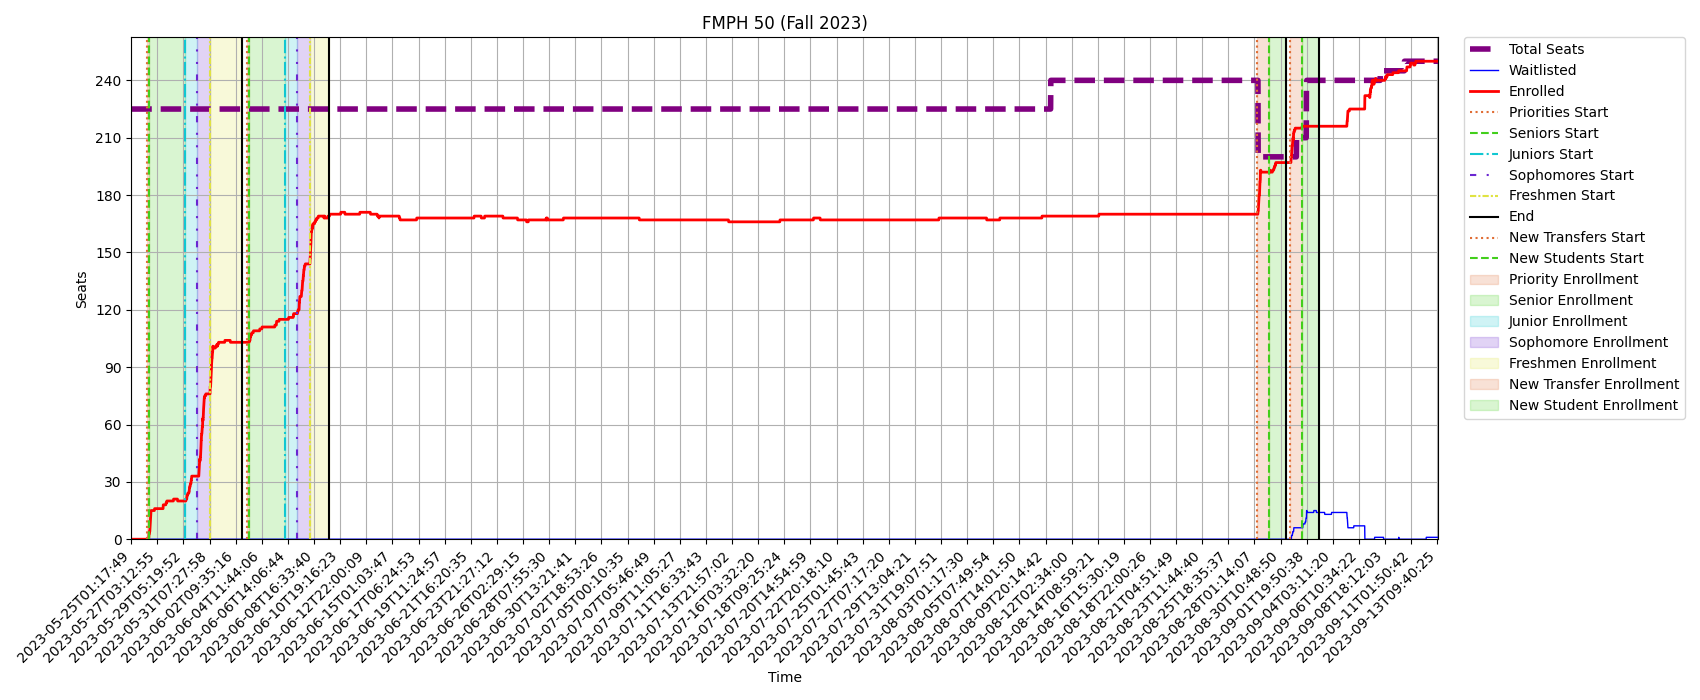 FMPH 50 (Fall 2023)
Seats
240
210
180
150
120
90
60
30
0
2023-05-25T01:17:49
2023-05-27T03:12:55
2023-05-29T05:19:52
2023-05-31T07:27:58
2023-06-02T09:35:16
2023-06-04T11:44:06
2023-06-06T14:06:44
2023-06-08T16:33:40
2023-06-10T19:16:23
2023-06-12T22:00:09
2023-06-15T01:03:47
2023-06-17T06:24:53
2023-06-19T11:24:57
2023-06-21T16:20:35
2023-06-23T21:27:12
2023-06-26T02:29:15
2023-06-28T07:55:30
2023-06-30T13:21:41
2023-07-02T18:53:26
2023-07-05T00:10:35
2023-07-07T05:46:49
2023-07-09T11:05:27
2023-07-11T16:33:43
2023-07-13T21:57:02
2023-07-16T03:32:20
2023-07-18T09:25:24
2023-07-20T14:54:59
2023-07-22T20:18:10
2023-07-25T01:45:43
2023-07-27T07:17:20
2023-07-29T13:04:21
2023-07-31T19:07:51
2023-08-03T01:17:30
2023-08-05T07:49:54
2023-08-07T14:01:50
2023-08-09T20:14:42
2023-08-12T02:34:00
2023-08-14T08:59:21
2023-08-16T15:30:19
2023-08-18T22:00:26
2023-08-21T04:51:49
2023-08-23T11:44:40
2023-08-25T18:35:37
2023-08-28T01:14:07
2023-08-30T10:48:50
2023-09-01T19:50:38
2023-09-04T03:11:20
2023-09-06T10:34:22
2023-09-08T18:12:03
2023-09-11T01:50:42
2023-09-13T09:40:25
Time
Total Seats
Waitlisted
Enrolled
Priorities Start
Seniors Start
Juniors Start
Sophomores Start
Freshmen Start
End
New Transfers Start
New Students Start
Priority Enrollment
Senior Enrollment
Junior Enrollment
Sophomore Enrollment
Freshmen Enrollment
New Transfer Enrollment
New Student Enrollment